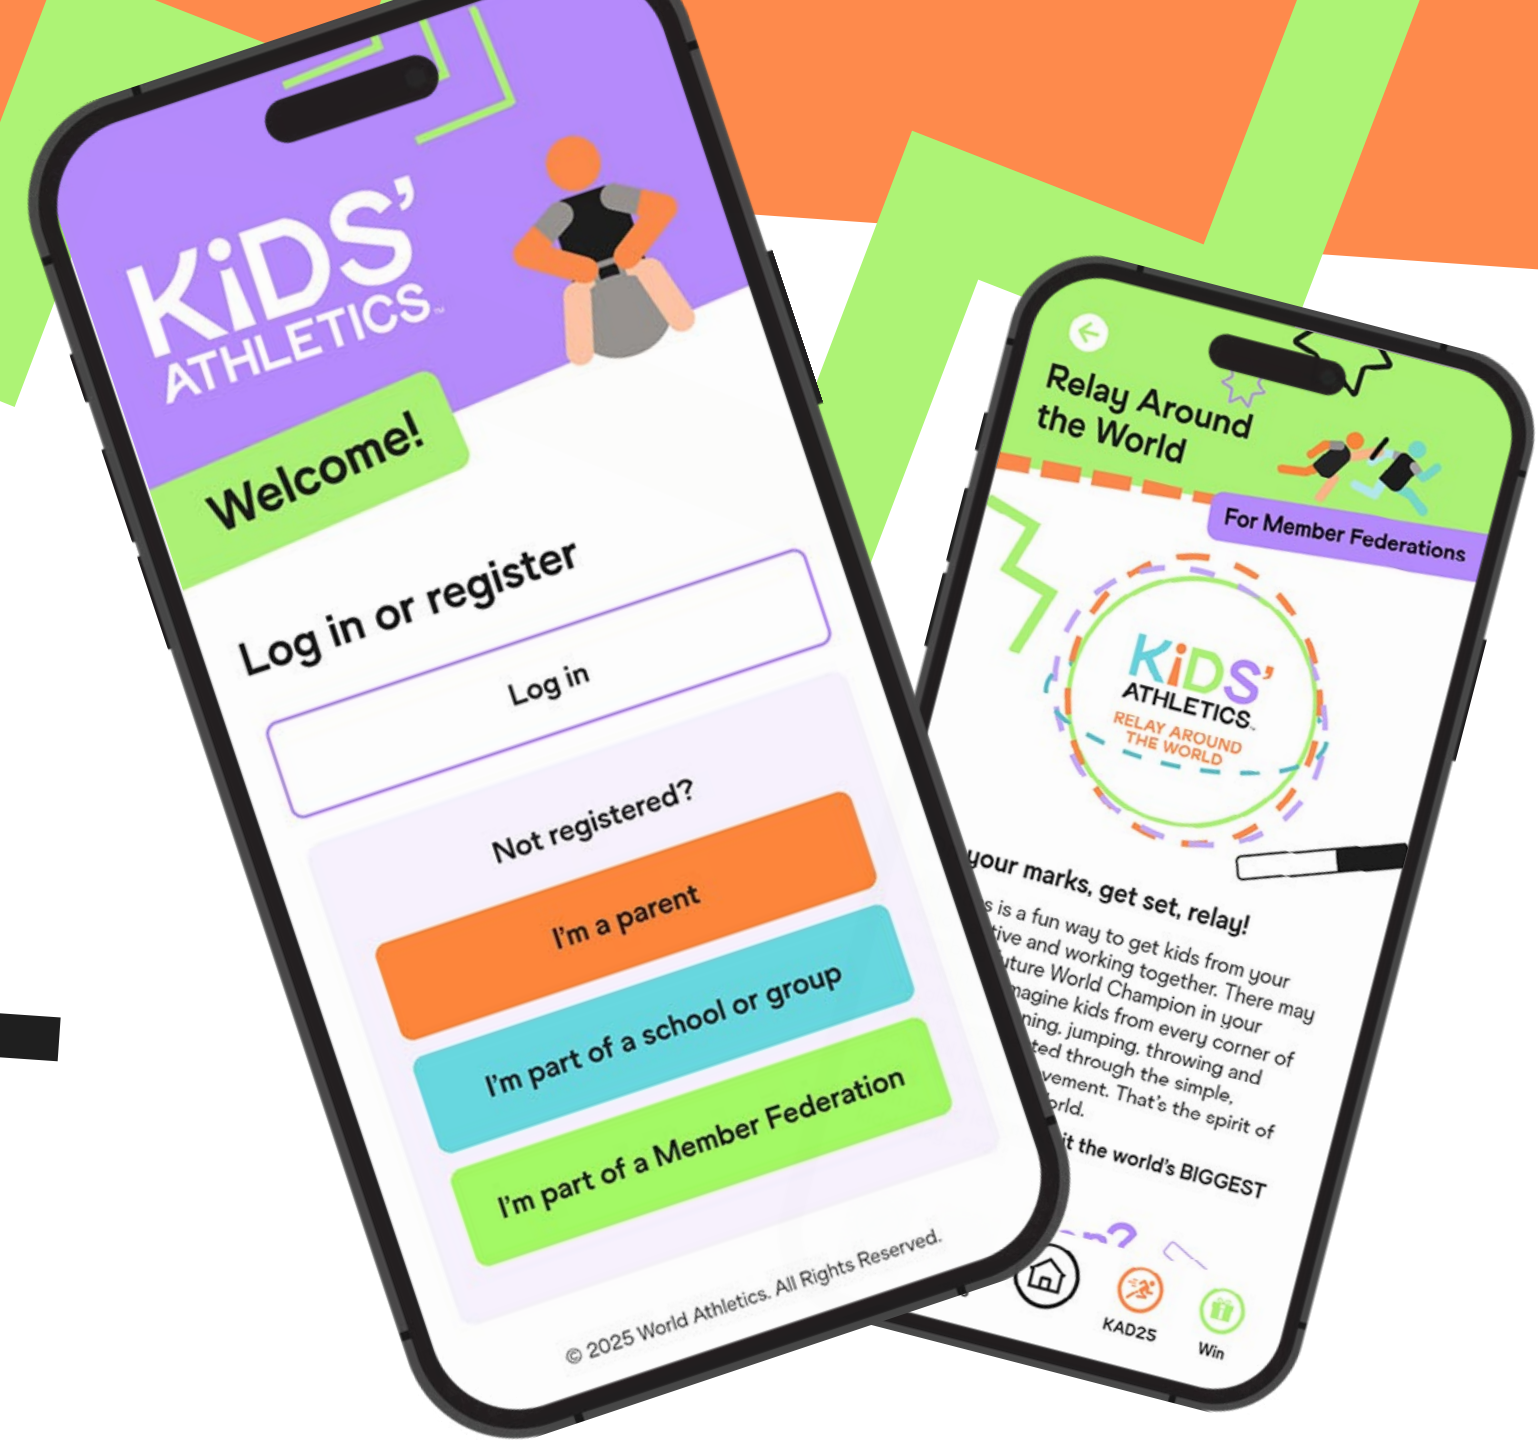 KiDS’
ATHLETICS™
Welcome!
Log in or register
Log in
Not registered?
I’m a parent
I’m part of a school or group
I’m part of a Member Federation
© 2025 World Athletics. All Rights Reserved.
Relay Around
the World
For Member Federations
KiDS’
ATHLETICS™
RELAY AROUND
THE WORLD
your marks, get set, relay!
is a fun way to get kids from your
and working together. There may
World Champion in your
kids from every corner of
jumping, throwing and
through the simple,
That’s the spirit of
it the world’s BIGGEST
KAD25
Win